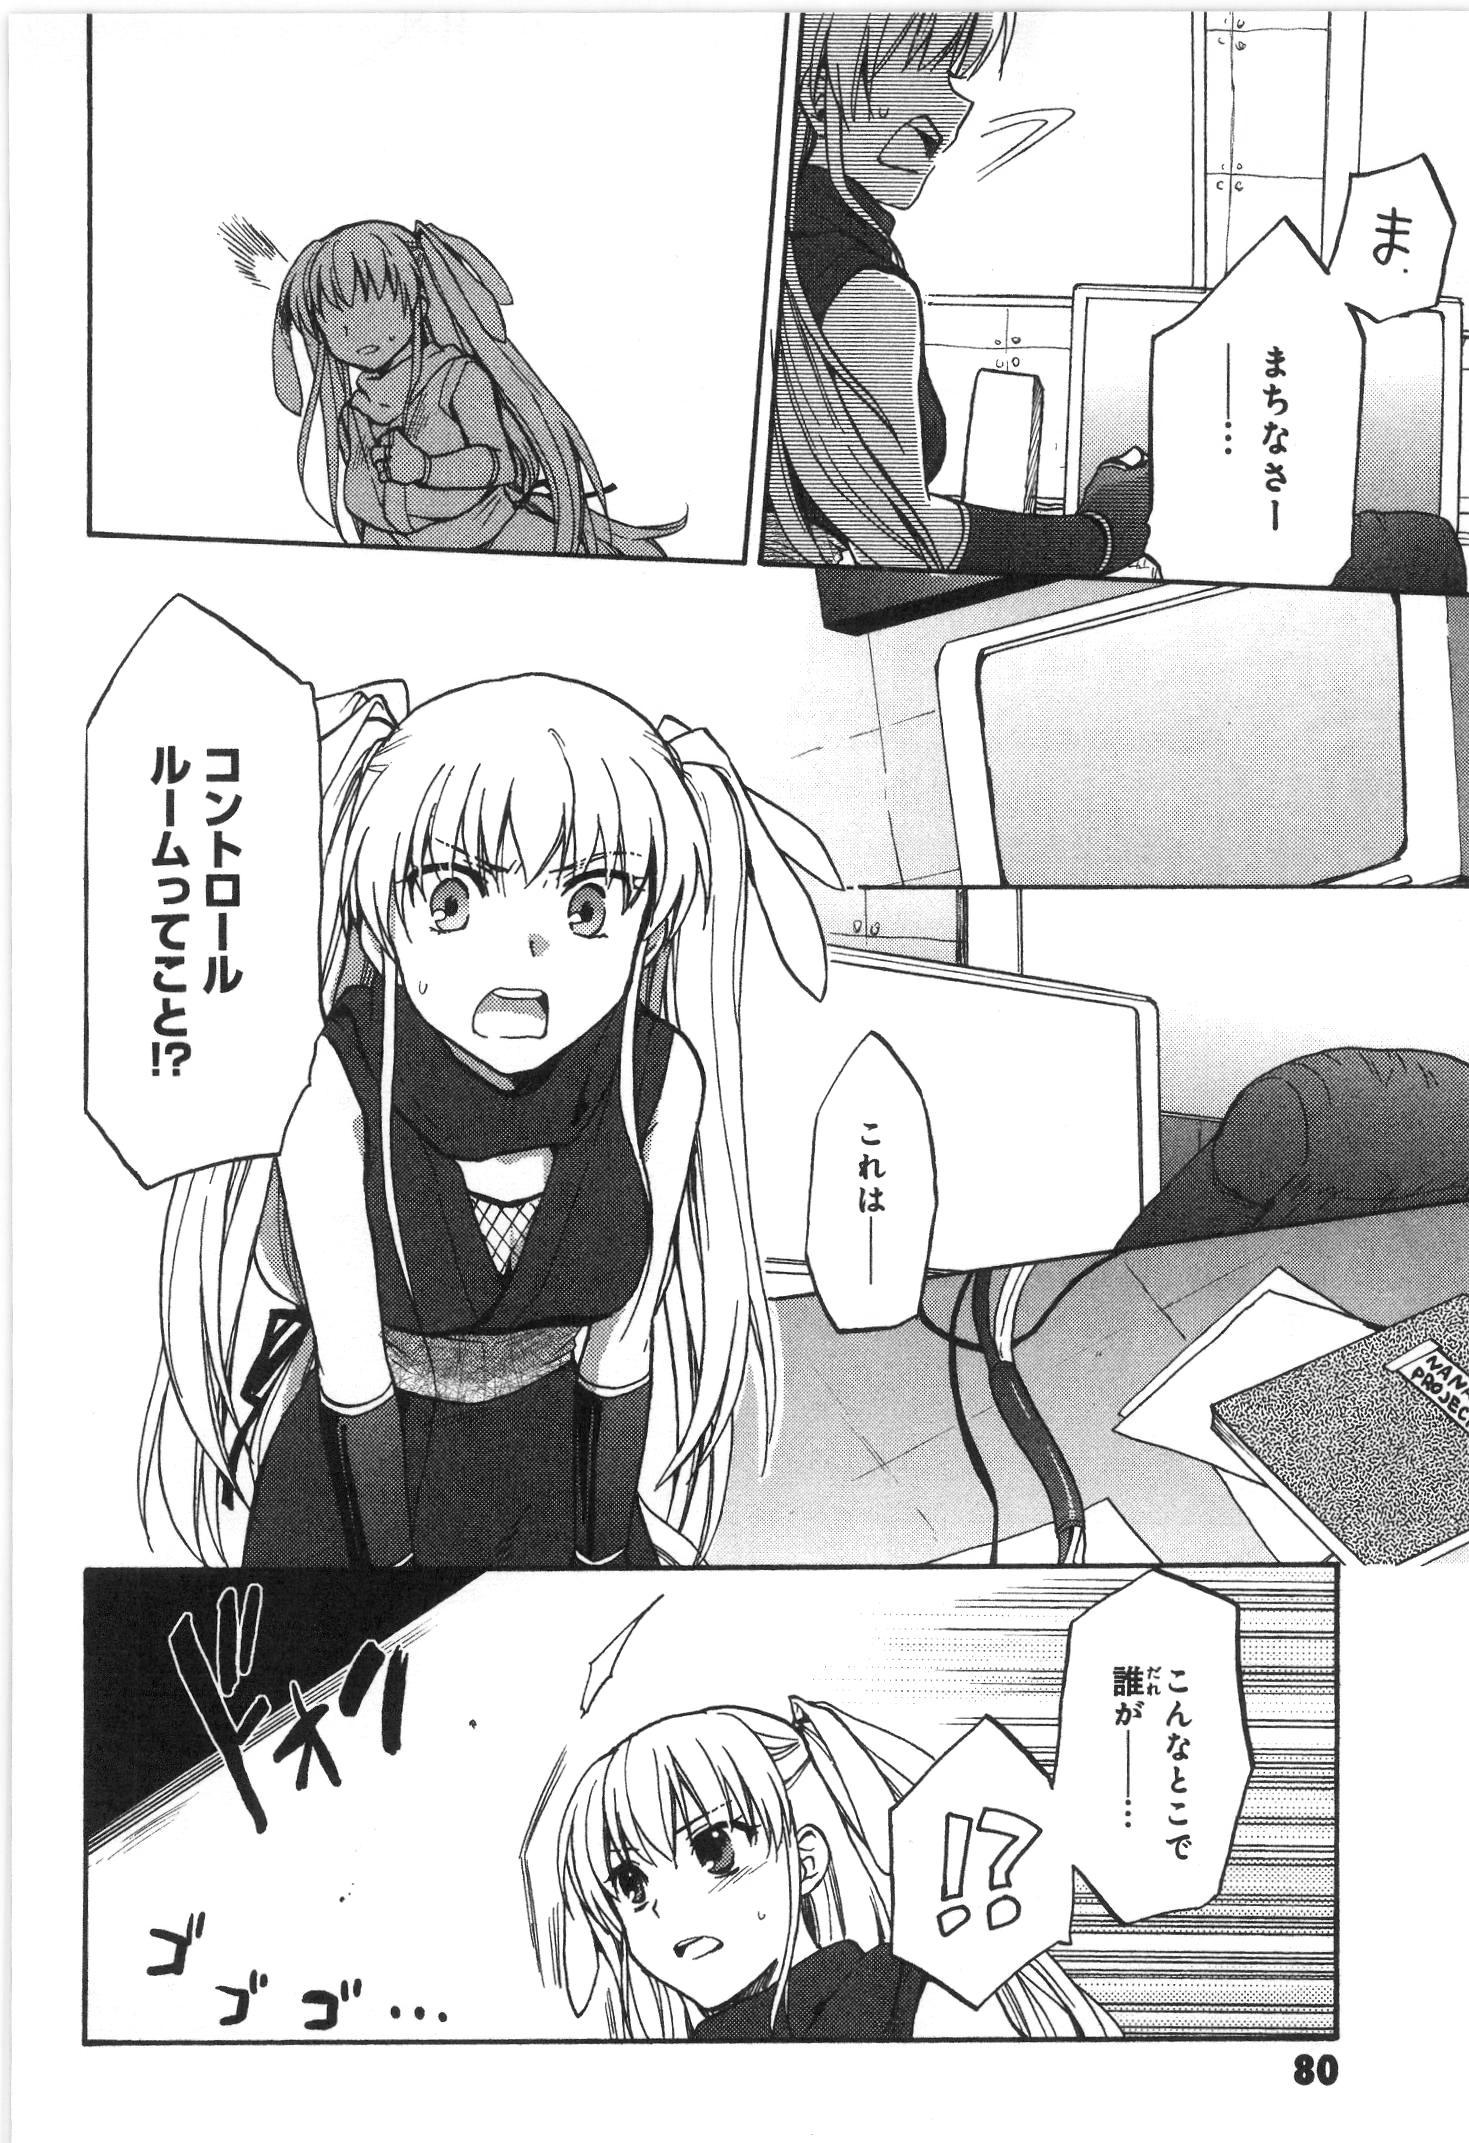 ま
まちなさー
――……
これは――
NANA
PROJEC
コントロール
ルームってこと!?
こんなとこで
誰が――……
だれ
!?
ドォン
ゴ
ゴ
ゴ
…
80